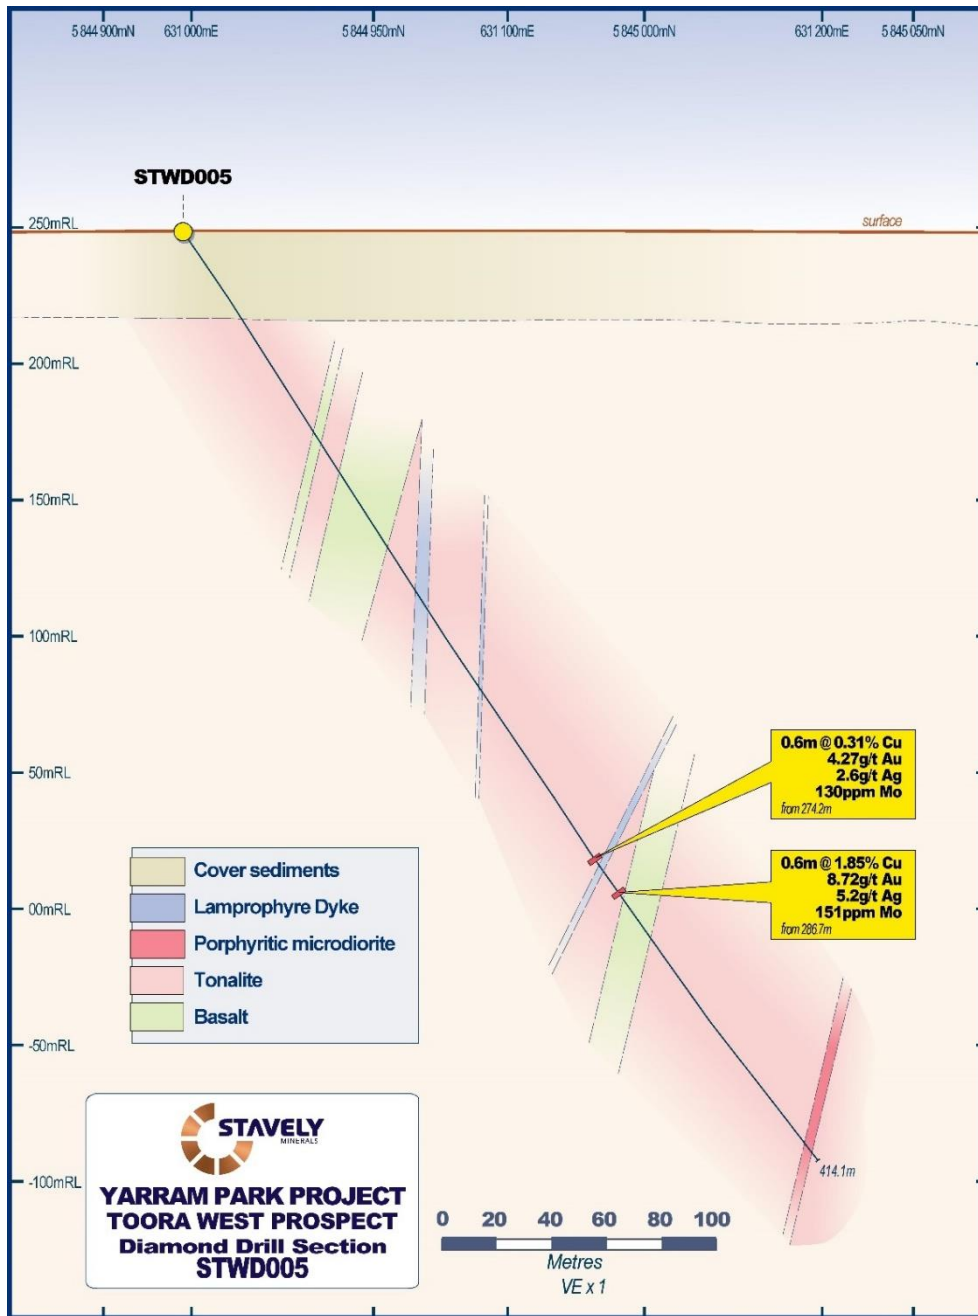 5 844 900mN 631 000mE 5 844 950mN 631 100mE 5 845 000mN 631 200mE 5 845 050mN
STWD005
250mRL
surface
200mRL
150mRL
100mRL
50mRL
0.6m @ 0.31% Cu
4.27g/t Au
2.6g/t Ag
130ppm Mo
from 274.2m
0.6m @ 1.85% Cu
8.72g/t Au
5.2g/t Ag
151ppm Mo
from 286.7m
Cover sediments
Lamprophyre Dyke
Porphyritic microdiorite
Tonalite
Basalt
00mRL
-50mRL
-100mRL
414.1m
STAVELY
MINERALS
YARRAM PARK PROJECT
TOORA WEST PROSPECT
Diamond Drill Section
STWD005
0 20 40 60 80 100
Metres
VE x 1